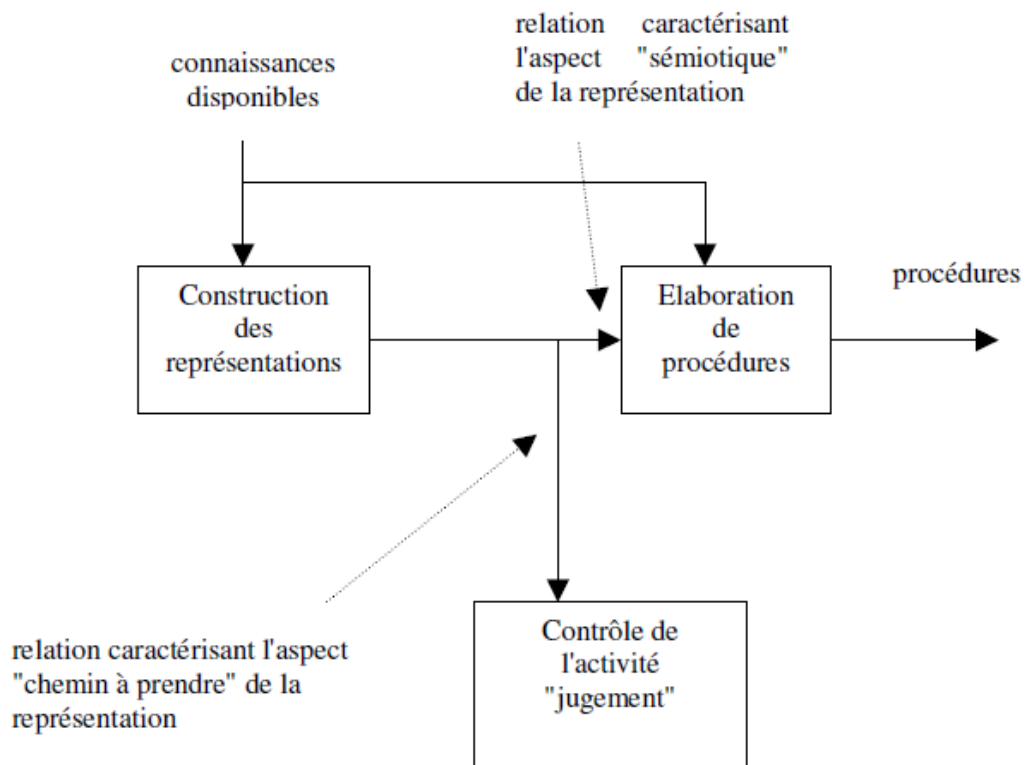 relation caractérisant
l'aspect "sémiotique"
de la représentation
connaissances
disponibles
procédures
Construction
des
représentations
Elaboration
de
procédures
relation caractérisant l'aspect
"chemin à prendre" de la
représentation
Contrôle de
l'activité
"jugement"